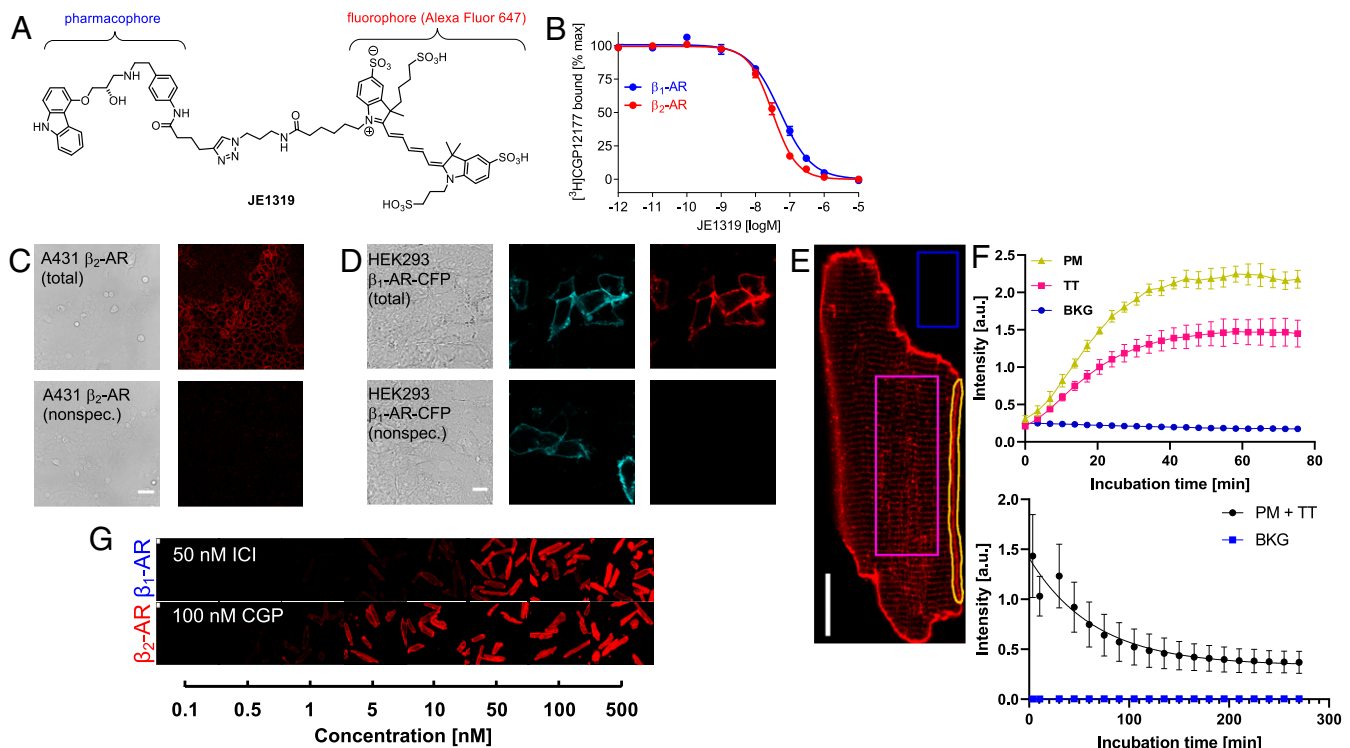 A
pharmacophore
fluorophore (Alexa Fluor 647)
SO₃
⊖
SO₃H
HN
O
OH
HN
NH
O
N
N=N
N
H
O
N
⊕
SO₃H
N
HO₃S
JE1319
B
[³H]CGP12177 bound [% max]
100
75
50
25
0
β₁-AR
β₂-AR
-12 -11 -10 -9 -8 -7 -6 -5
JE1319 [logM]
C
A431 β₂-AR
(total)
A431 β₂-AR
(nonspec.)
D
HEK293
β₁-AR-CFP
(total)
HEK293
β₁-AR-CFP
(nonspec.)
E
F
Intensity [a.u.]
2.5
2.0
1.5
1.0
0.5
0.0
PM
TT
BKG
0 20 40 60 80
Incubation time [min]
Intensity [a.u.]
1.5
1.0
0.5
0.0
PM + TT
BKG
0 100 200 300
Incubation time [min]
G
β₁-AR
50 nM ICI
β₂-AR
100 nM CGP
0.1 0.5 1 5 10 50 100 500
Concentration [nM]